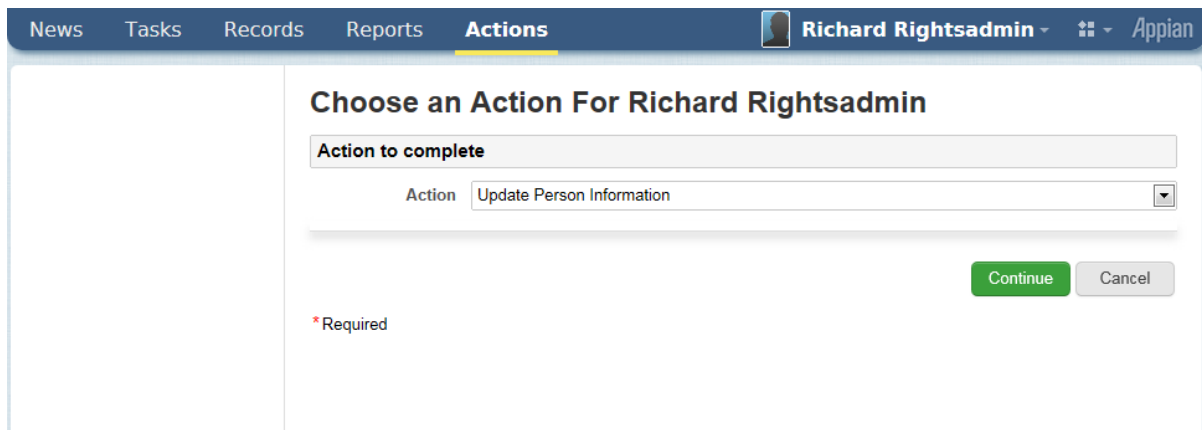 News Tasks Records Reports Actions Richard Rightsadmin Appian
Choose an Action For Richard Rightsadmin
Action to complete
Action Update Person Information
Continue Cancel
*Required